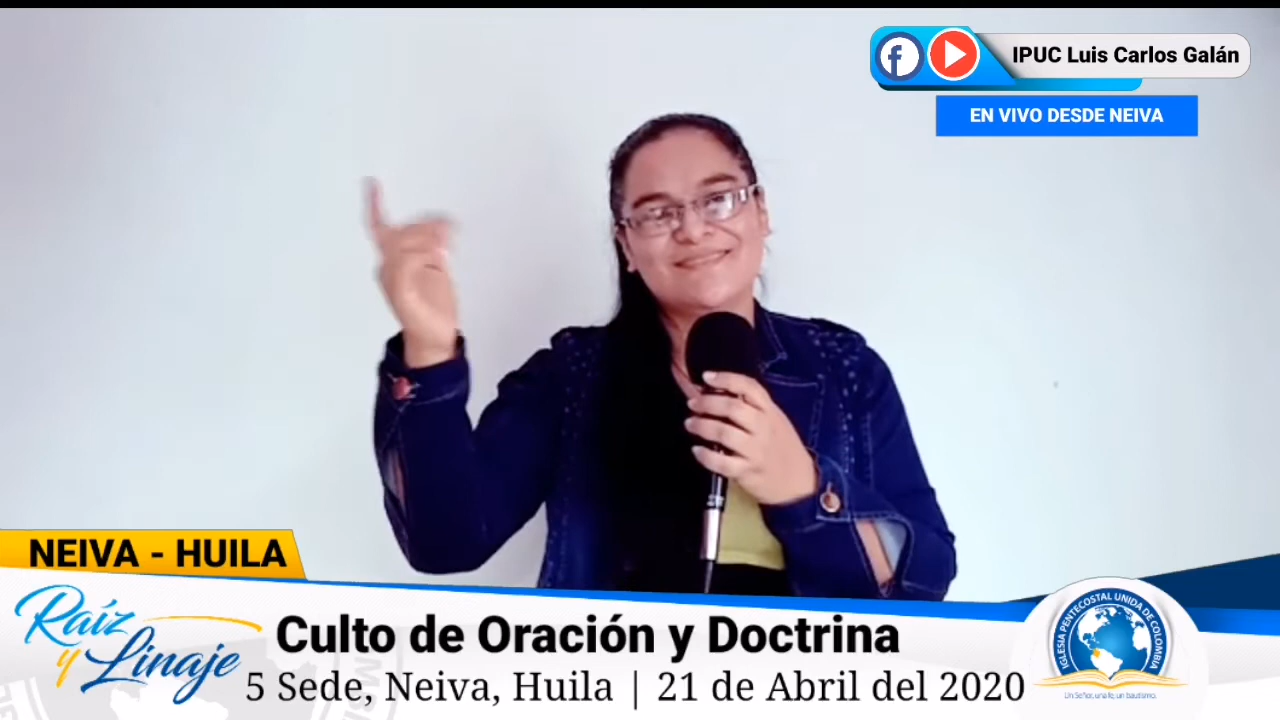 IPUC Luis Carlos Galán
EN VIVO DESDE NEIVA
NEIVA - HUILA
Raíz
y Linaje
Culto de Oración y Doctrina
5 Sede, Neiva, Huila | 21 de Abril del 2020
IGLESIA PENTECOSTAL UNIDA DE COLOMBIA
Un Señor, una fe, un bautismo.